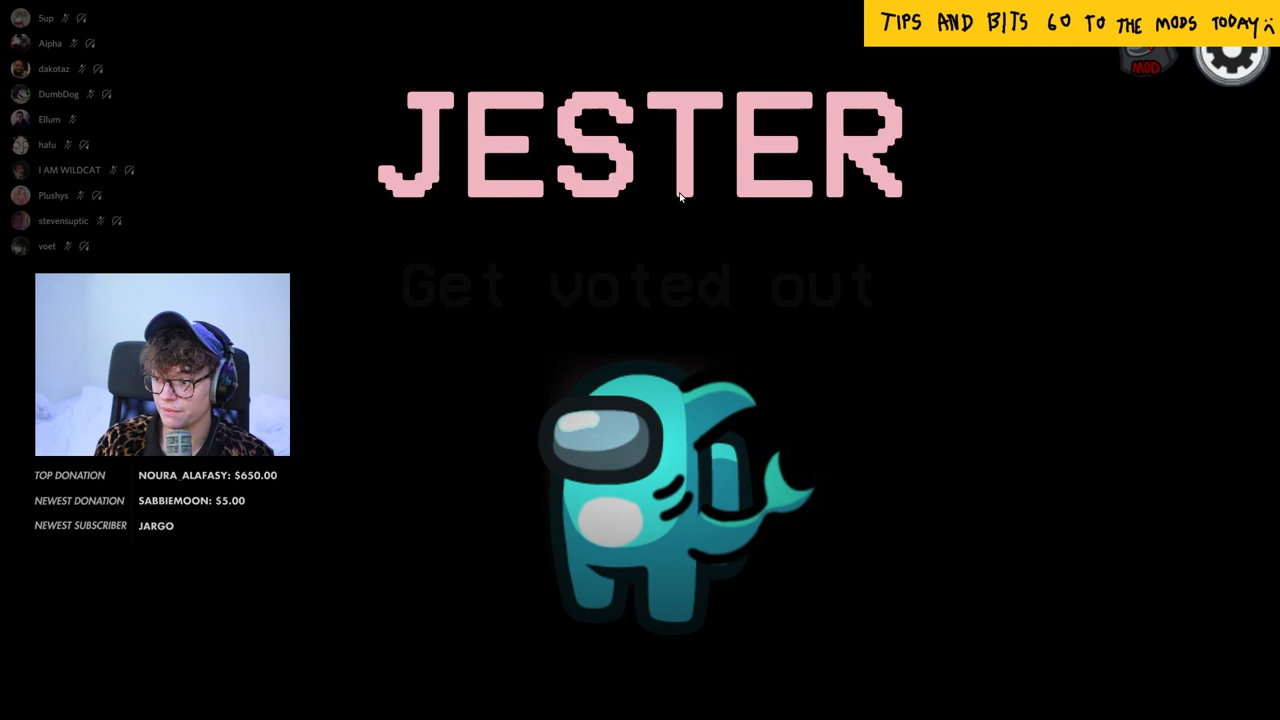 5up
Aipha
dakotaz
DumbDog
Ellum
hafu
I AM WILDCAT
Plushys
stevensuptic
voet
TIPS AND BITS GO TO THE MODS TODAY :(
MOD
JESTER
Get voted out
TOP DONATION NOURA_ALAFASY: $650.00
NEWEST DONATION SABBIEMOON: $5.00
NEWEST SUBSCRIBER JARGO